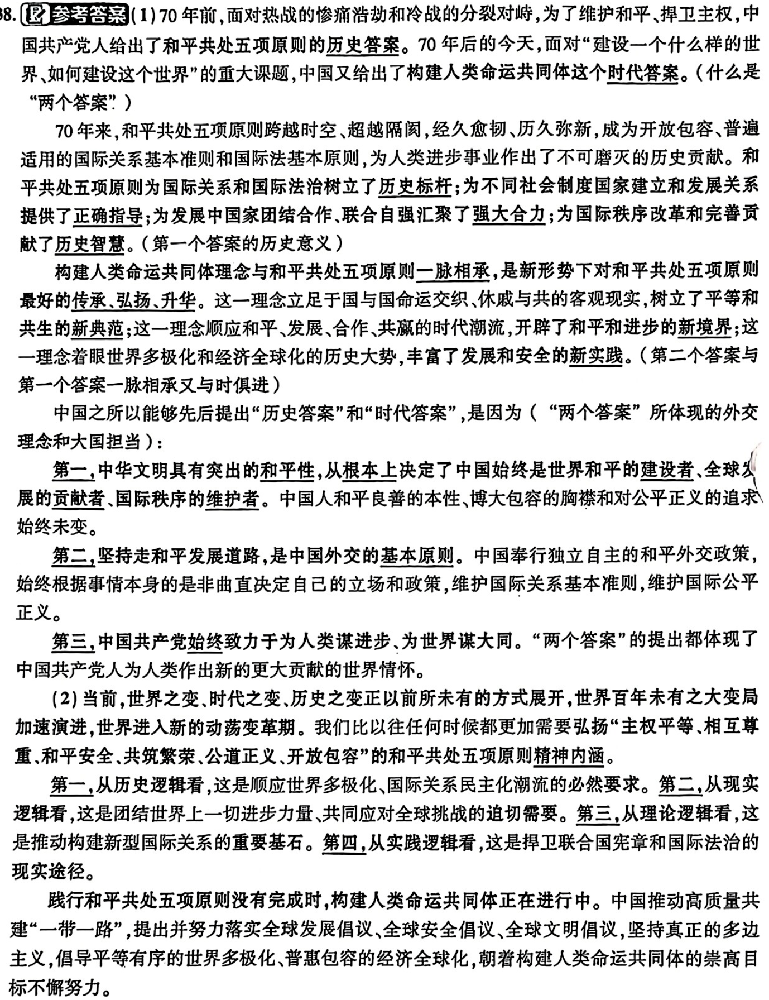 38.参考答案(1)70年前,面对热战的惨痛浩劫和冷战的分裂对峙,为了维护和平、捍卫主权,中
国共产党人给出了和平共处五项原则的历史答案。70年后的今天,面对“建设一个什么样的世
界、如何建设这个世界”的重大课题,中国又给出了构建人类命运共同体这个时代答案。(什么是
“两个答案”?)
70年来,和平共处五项原则跨越时空、超越隔阂,经久愈韧、历久弥新,成为开放包容、普遍
适用的国际关系基本准则和国际法基本原则,为人类进步事业作出了不可磨灭的历史贡献。和
平共处五项原则为国际关系和国际法治树立了历史标杆;为不同社会制度国家建立和发展关系
提供了正确指导;为发展中国家团结合作、联合自强汇聚了强大合力;为国际秩序改革和完善贡
献了历史智慧。(第一个答案的历史意义)
构建人类命运共同体理念与和平共处五项原则一脉相承,是新形势下对和平共处五项原则
最好的传承、弘扬、升华。这一理念立足于国与国命运交织、休戚与共的客观现实,树立了平等和
共生的新典范;这一理念顺应和平、发展、合作、共赢的时代潮流,开辟了和平和进步的新境界;这
一理念着眼世界多极化和经济全球化的历史大势,丰富了发展和安全的新实践。(第二个答案与
第一个答案一脉相承又与时俱进)
中国之所以能够先后提出“历史答案”和“时代答案”,是因为(“两个答案”所体现的外交
理念和大国担当):
第一,中华文明具有突出的和平性,从根本上决定了中国始终是世界和平的建设者、全球发
展的贡献者、国际秩序的维护者。中国人和平良善的本性、博大包容的胸襟和对公平正义的追求
始终未变。
第二,坚持走和平发展道路,是中国外交的基本原则。中国奉行独立自主的和平外交政策,
始终根据事情本身的是非曲直决定自己的立场和政策,维护国际关系基本准则,维护国际公平
正义。
第三,中国共产党始终致力于为人类谋进步、为世界谋大同。“两个答案”的提出都体现了
中国共产党人为人类作出新的更大贡献的世界情怀。
(2)当前,世界之变、时代之变、历史之变正以前所未有的方式展开,世界百年未有之大变局
加速演进,世界进入新的动荡变革期。我们比以往任何时候都更加需要弘扬“主权平等、相互尊
重、和平安全、共筑繁荣、公道正义、开放包容”的和平共处五项原则精神内涵。
第一,从历史逻辑看,这是顺应世界多极化、国际关系民主化潮流的必然要求。第二,从现实
逻辑看,这是团结世界上一切进步力量、共同应对全球挑战的迫切需要。第三,从理论逻辑看,这
是推动构建新型国际关系的重要基石。第四,从实践逻辑看,这是捍卫联合国宪章和国际法治的
现实途径。
践行和平共处五项原则没有完成时,构建人类命运共同体正在进行中。中国推动高质量共
建“一带一路”,提出并努力落实全球发展倡议、全球安全倡议、全球文明倡议,坚持真正的多边
主义,倡导平等有序的世界多极化、普惠包容的经济全球化,朝着构建人类命运共同体的崇高目
标不懈努力。